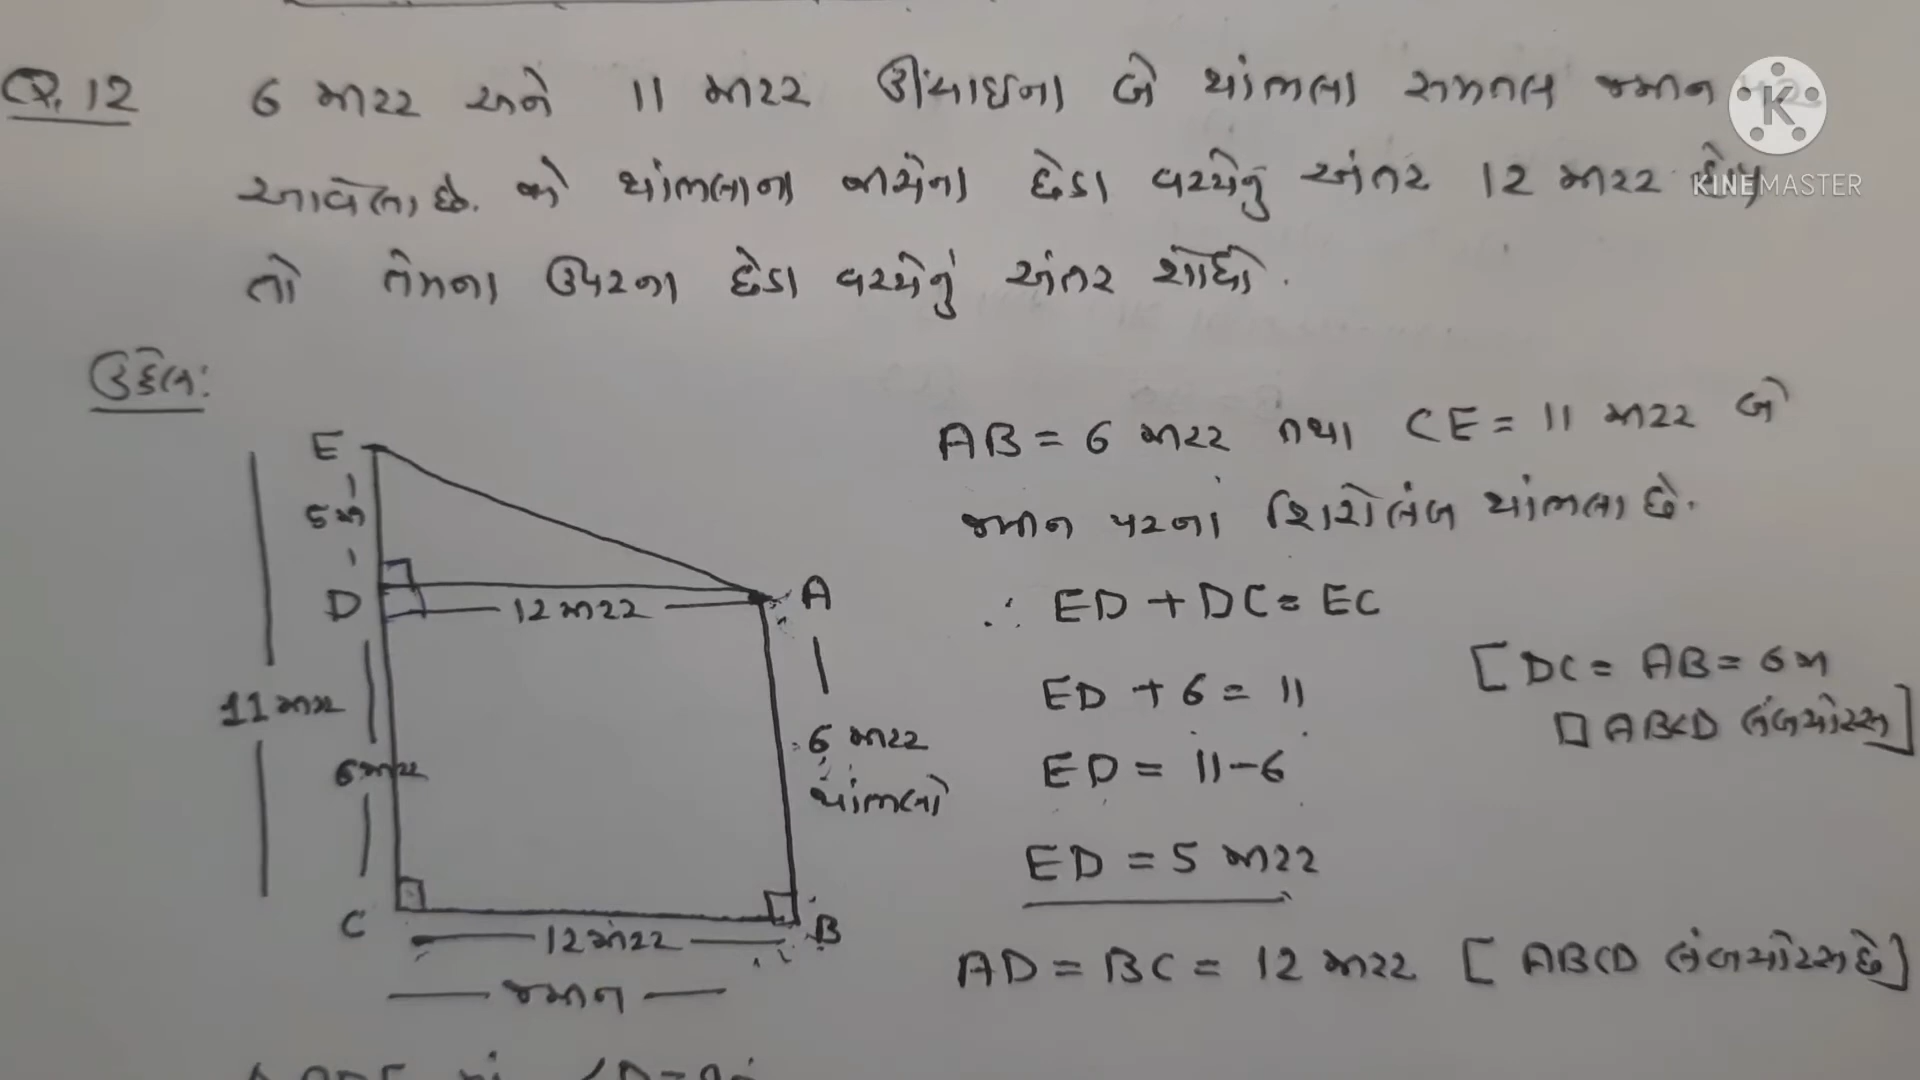 Q.12 6 મીટર અને 11 મીટર ઊંચાઇના બે થાંભલા સમતલ જમીન પર
આવેલા છે. જો થાંભલાના નીચેના છેડા વચ્ચેનું અંતર 12 મીટર હોય
તો તેમના ઉપરના છેડા વચ્ચેનું અંતર શોધો.
KINEMASTER
ઉકેલ:
E
5મી
D
12 મીટર
A
11 મીટર
6 મીટર
6 મીટર
થાંભલો
C
12 મીટર
B
જમીન
AB = 6 મીટર તથા CE = 11 મીટર બે
જમીન પરનાં શિરોલંબ થાંભલા છે.
∴ ED + DC = EC
ED + 6 = 11
[DC = AB = 6 મી
□ ABCD લંબચોરસ]
ED = 11-6
ED = 5 મીટર
AD = BC = 12 મીટર [ ABCD લંબચોરસ છે]